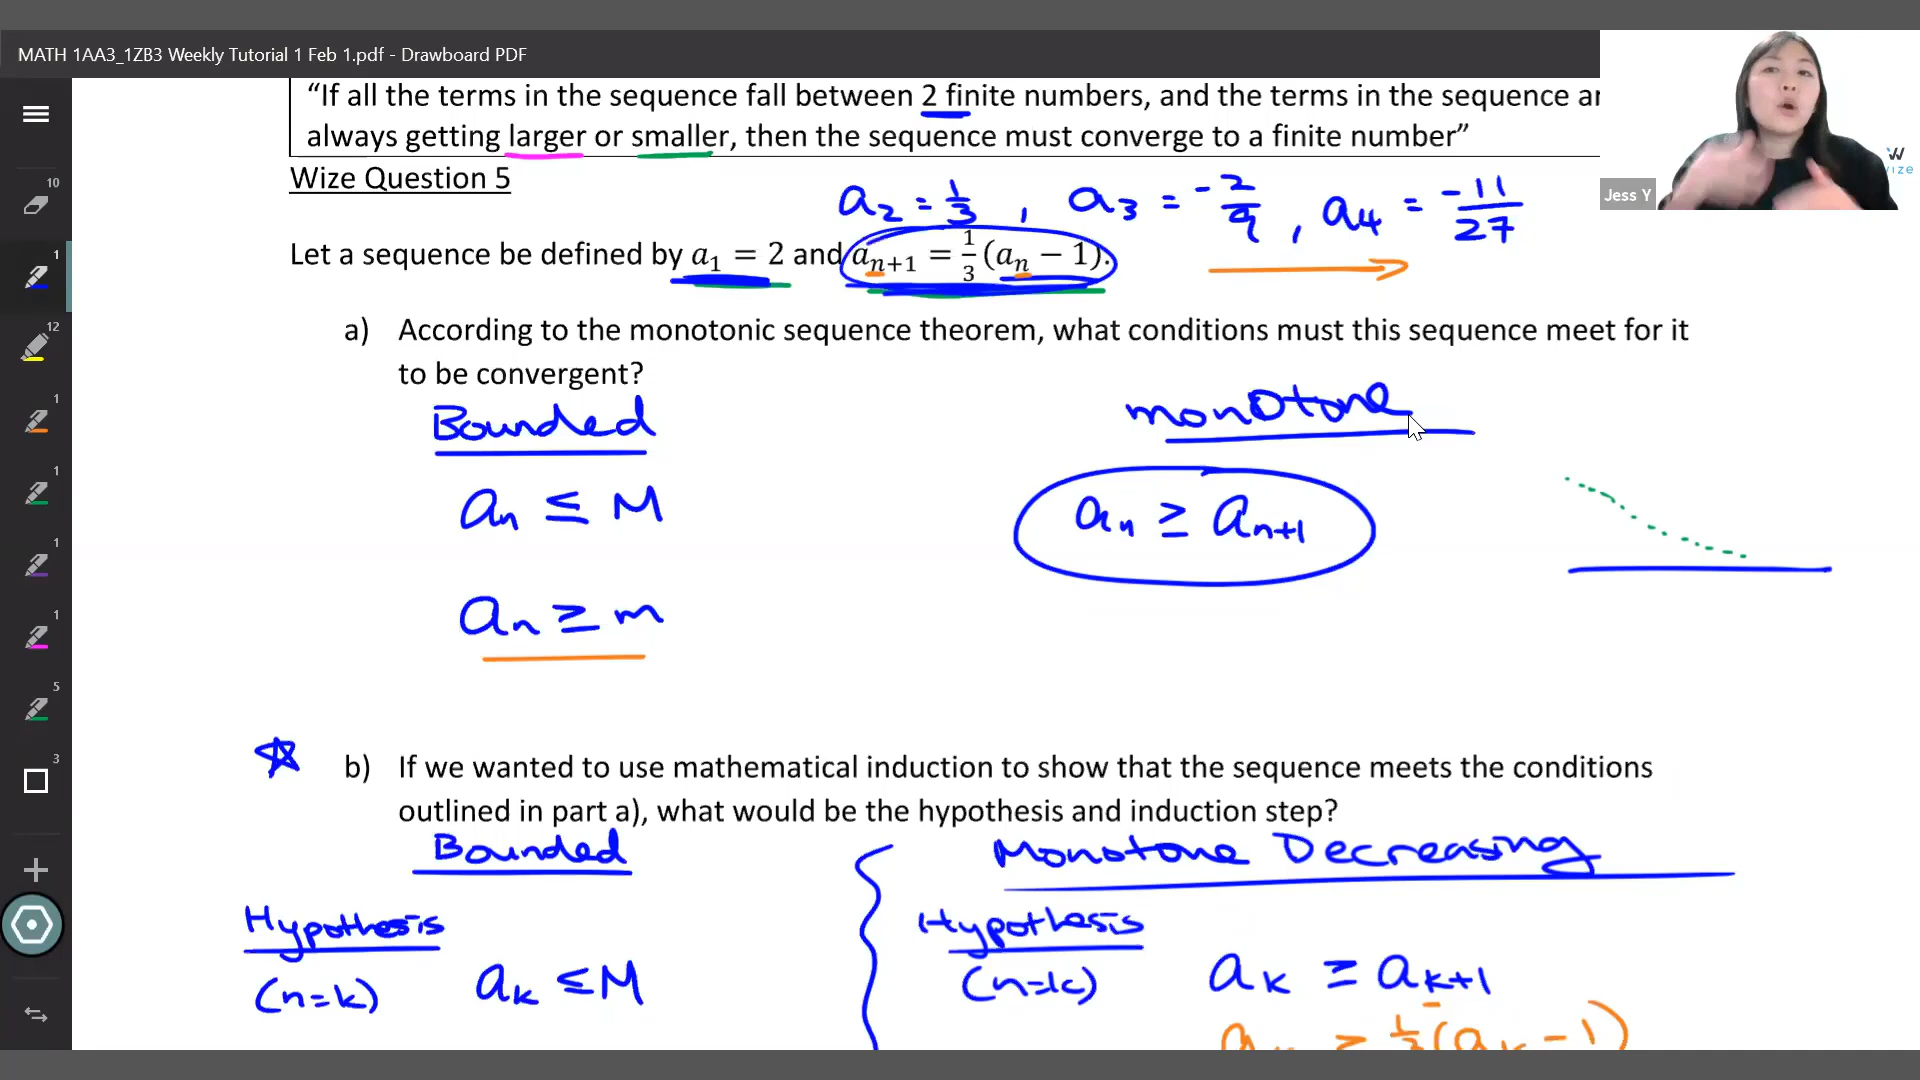 MATH 1AA3_1ZB3 Weekly Tutorial 1 Feb 1.pdf - Drawboard PDF
“If all the terms in the sequence fall between 2 finite numbers, and the terms in the sequence ar
always getting larger or smaller, then the sequence must converge to a finite number”
Wize Question 5
a2 = 1/3 , a3 = -2/9 , a4 = -11/27
Let a sequence be defined by a₁ = 2 and aₙ₊₁ = 1/3 (aₙ − 1).
a) According to the monotonic sequence theorem, what conditions must this sequence meet for it
to be convergent?
Bounded
monotone
an ≤ M
an ≥ an+1
an ≥ m
b) If we wanted to use mathematical induction to show that the sequence meets the conditions
outlined in part a), what would be the hypothesis and induction step?
Bounded
Monotone Decreasing
Hypothesis
(n=k) ak ≤ M
Hypothesis
(n=k) ak ≥ ak+1
ak ≥ 1/3 (ak − 1)
Jess Y
W
wize
10
1
12
1
1
1
1
5
3